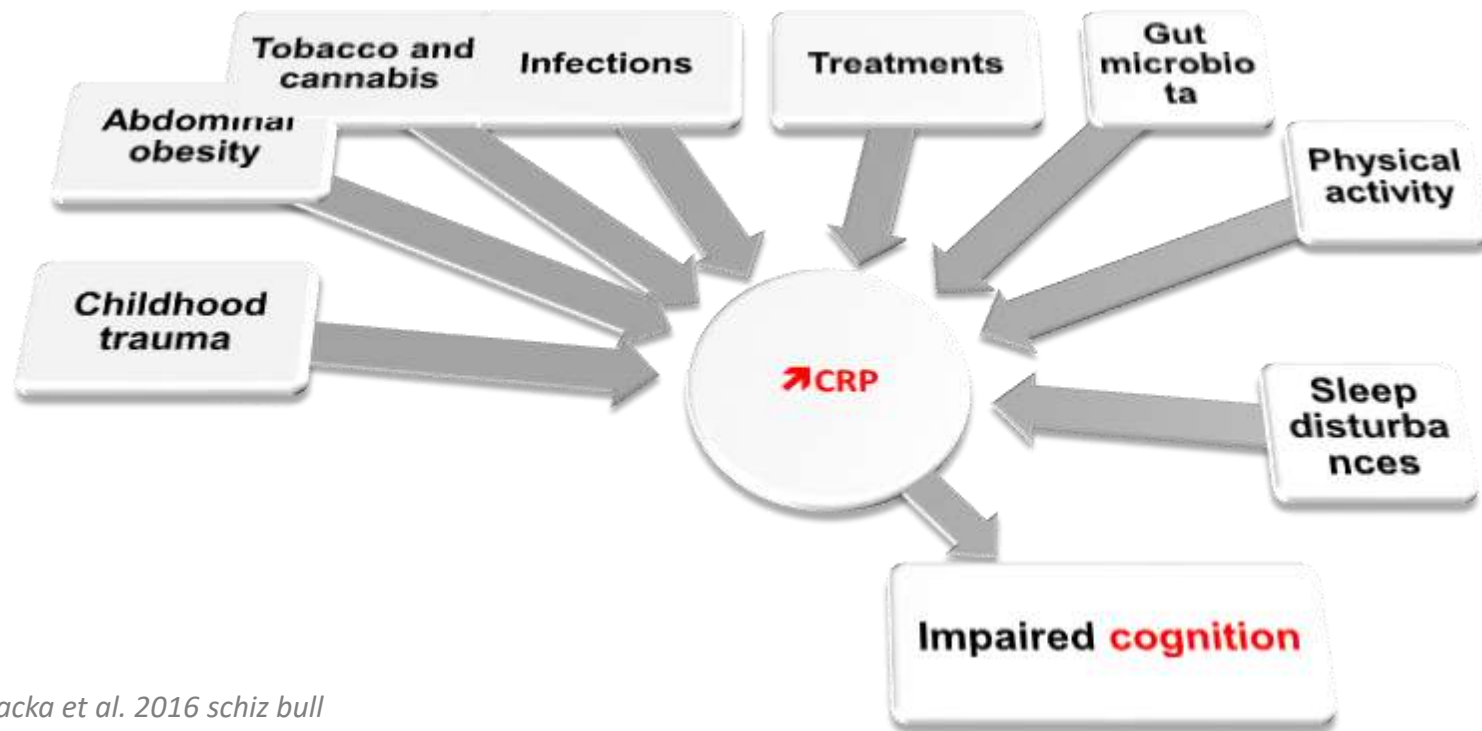 Tobacco and
cannabis
Infections
Treatments
Gut
microbio
ta
Abdominal
obesity
Physical
activity
Childhood
trauma
↗CRP
Sleep
disturba
nces
Impaired cognition
acka et al. 2016 schiz bull